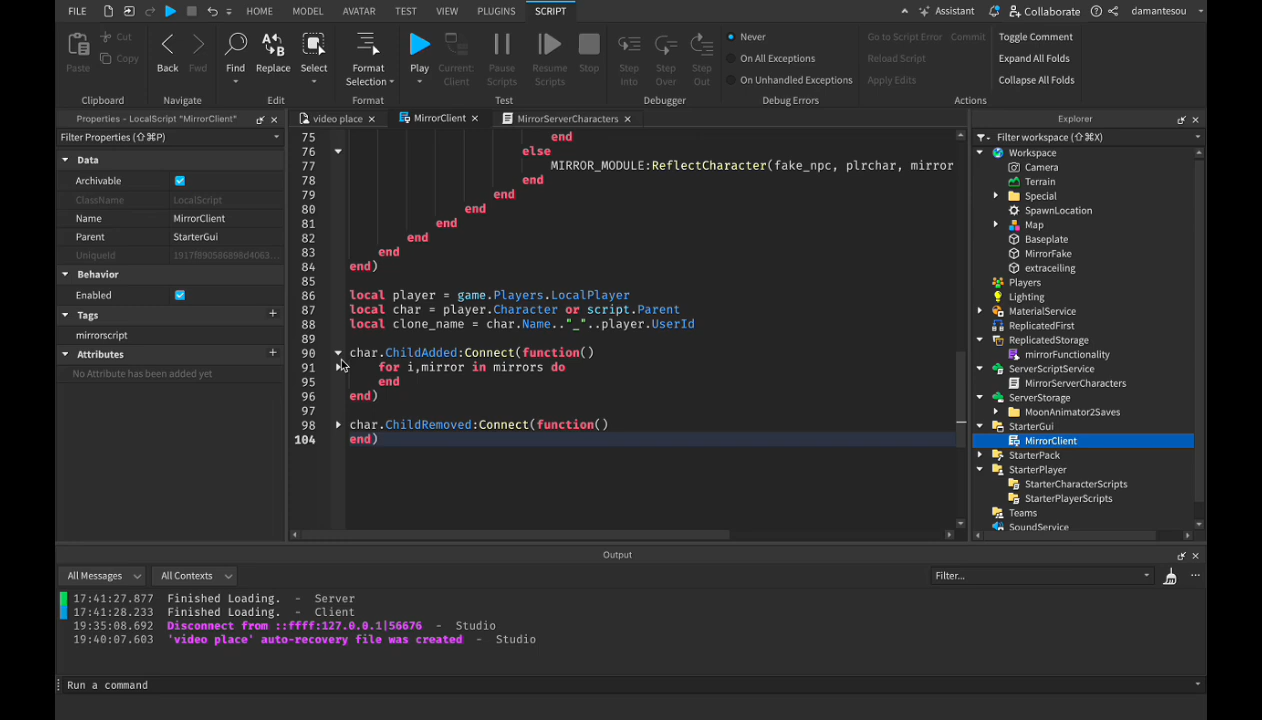 FILE HOME MODEL AVATAR TEST VIEW PLUGINS SCRIPT Assistant Collaborate damantesou
Paste Cut Copy Back Fwd Find Replace Select Format Selection Play Current: Client Pause Scripts Resume Scripts Stop Step Into Step Over Step Out Never On All Exceptions On Unhandled Exceptions Go to Script Error Commit Reload Script Apply Edits Toggle Comment Expand All Folds Collapse All Folds
Clipboard Navigate Edit Format Test Debugger Debug Errors Actions
Properties - LocalScript "MirrorClient"
Filter Properties (⇧⌘P)
Data
Archivable
ClassName LocalScript
Name MirrorClient
Parent StarterGui
UniqueId 1917f890586898d4063...
Behavior
Enabled
Tags
mirrorscript
Attributes
No Attribute has been added yet
video place MirrorClient MirrorServerCharacters
75 end
76 else
77 MIRROR_MODULE:ReflectCharacter(fake_npc, plrchar, mirror
78 end
79 end
80 end
81 end
82 end
83 end
84 end)
85
86 local player = game.Players.LocalPlayer
87 local char = player.Character or script.Parent
88 local clone_name = char.Name.."_"..player.UserId
89
90 char.ChildAdded:Connect(function()
91 for i,mirror in mirrors do
95 end
96 end)
97
98 char.ChildRemoved:Connect(function()
104 end)
Explorer
Filter workspace (⇧⌘X)
Workspace
Camera
Terrain
Special
SpawnLocation
Map
Baseplate
MirrorFake
extraceiling
Players
Lighting
MaterialService
ReplicatedFirst
ReplicatedStorage
mirrorFunctionality
ServerScriptService
MirrorServerCharacters
ServerStorage
MoonAnimator2Saves
StarterGui
MirrorClient
StarterPack
StarterPlayer
StarterCharacterScripts
StarterPlayerScripts
Teams
SoundService
Output
All Messages All Contexts Filter...
17:41:27.877 Finished Loading. - Server
17:41:28.233 Finished Loading. - Client
19:35:08.692 Disconnect from ::ffff:127.0.0.1|56676 - Studio
19:40:07.603 'video place' auto-recovery file was created - Studio
Run a command